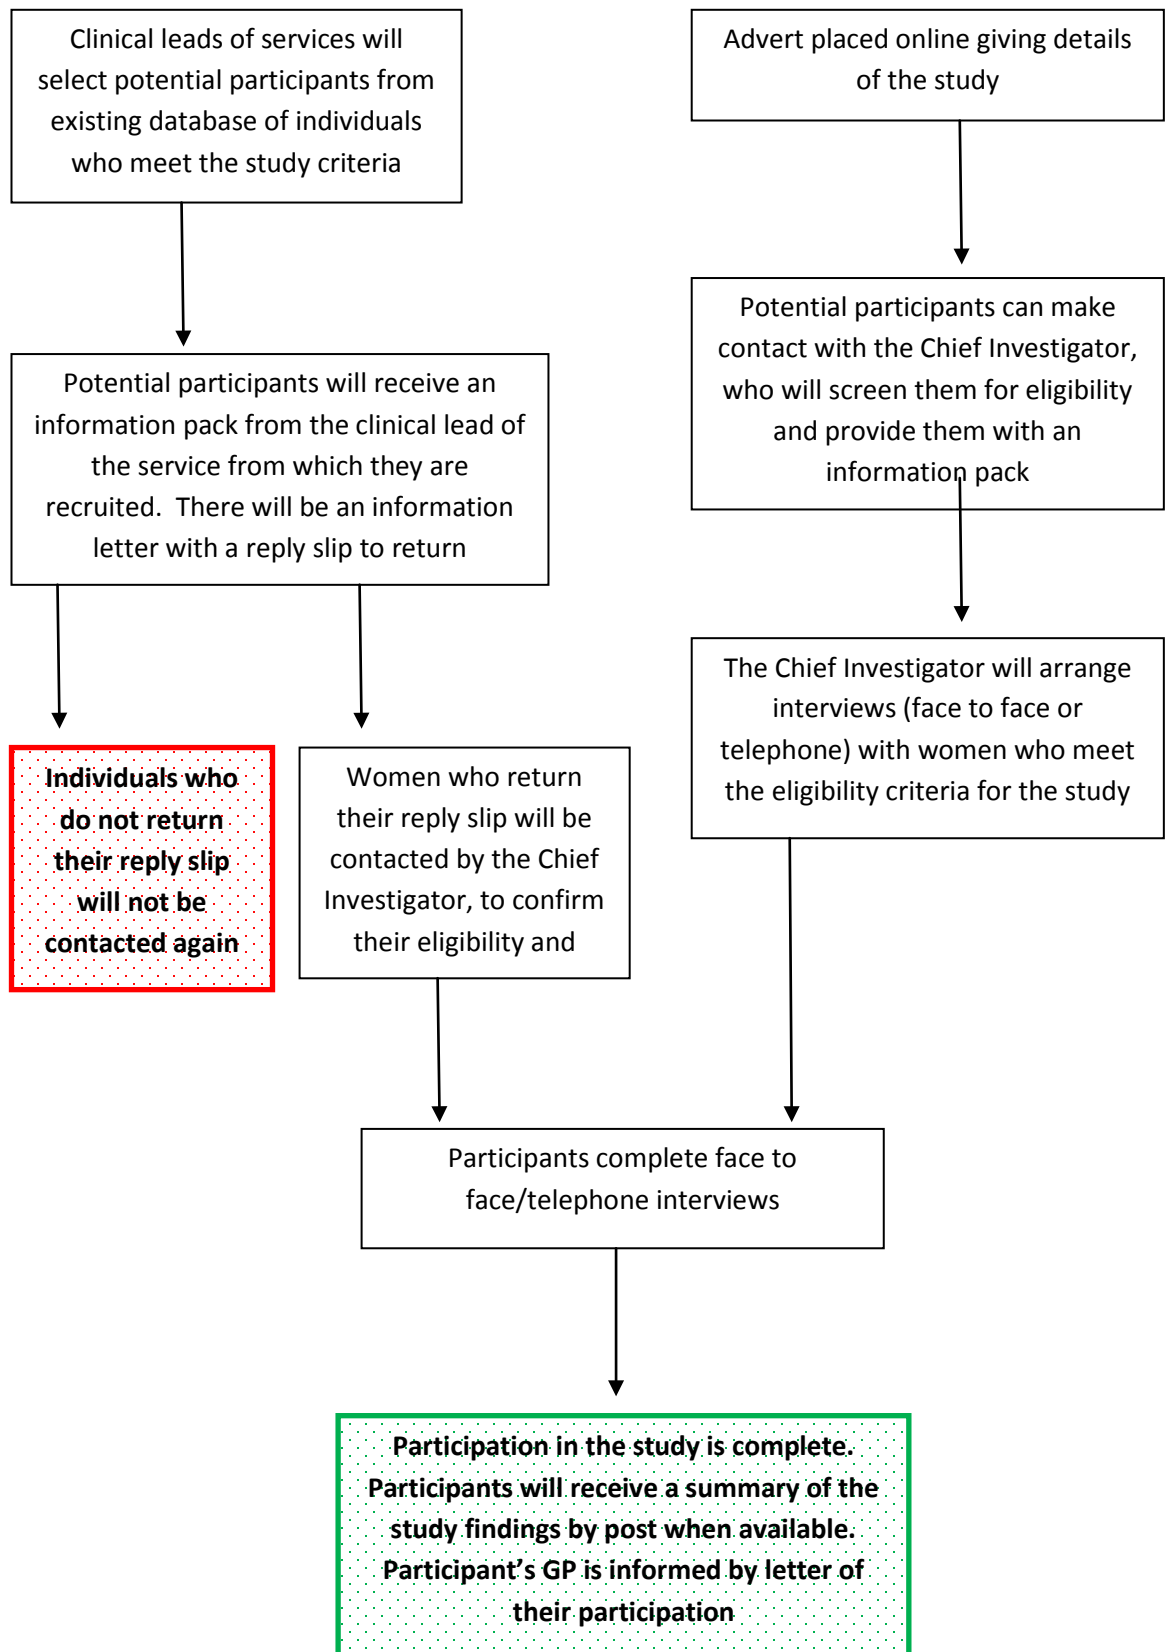 Clinical leads of services will
select potential participants from
existing database of individuals
who meet the study criteria
Advert placed online giving details
of the study
Potential participants can make
contact with the Chief Investigator,
who will screen them for eligibility
and provide them with an
information pack
Potential participants will receive an
information pack from the clinical lead of
the service from which they are
recruited.  There will be an information
letter with a reply slip to return
The Chief Investigator will arrange
interviews (face to face or
telephone) with women who meet
the eligibility criteria for the study
Individuals who
do not return
their reply slip
will not be
contacted again
Women who return
their reply slip will be
contacted by the Chief
Investigator, to confirm
their eligibility and
Participants complete face to
face/telephone interviews
Participation in the study is complete.
Participants will receive a summary of the
study findings by post when available.
Participant’s GP is informed by letter of
their participation